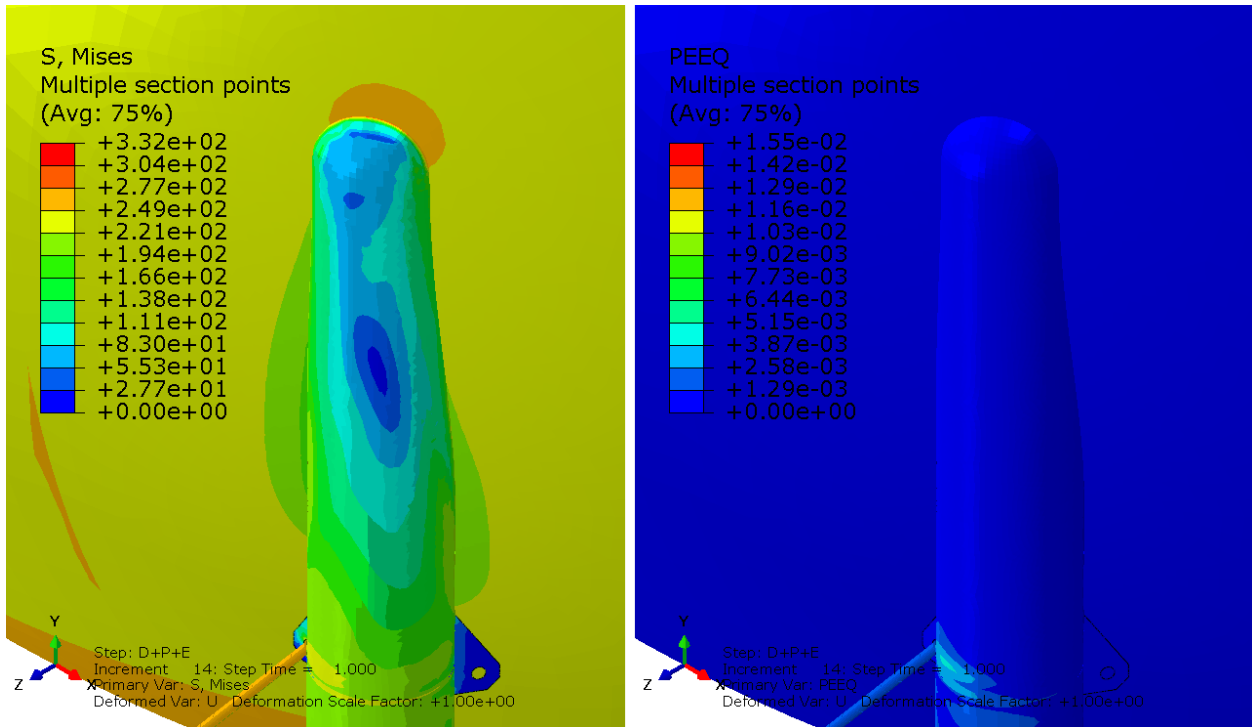 S, Mises
Multiple section points
(Avg: 75%)
+3.32e+02
+3.04e+02
+2.77e+02
+2.49e+02
+2.21e+02
+1.94e+02
+1.66e+02
+1.38e+02
+1.11e+02
+8.30e+01
+5.53e+01
+2.77e+01
+0.00e+00
Y
Z
X
Step: D+P+E
Increment 14: Step Time = 1.000
Primary Var: S, Mises
Deformed Var: U Deformation Scale Factor: +1.00e+00
PEEQ
Multiple section points
(Avg: 75%)
+1.55e-02
+1.42e-02
+1.29e-02
+1.16e-02
+1.03e-02
+9.02e-03
+7.73e-03
+6.44e-03
+5.15e-03
+3.87e-03
+2.58e-03
+1.29e-03
+0.00e+00
Y
Z
X
Step: D+P+E
Increment 14: Step Time = 1.000
Primary Var: PEEQ
Deformed Var: U Deformation Scale Factor: +1.00e+00